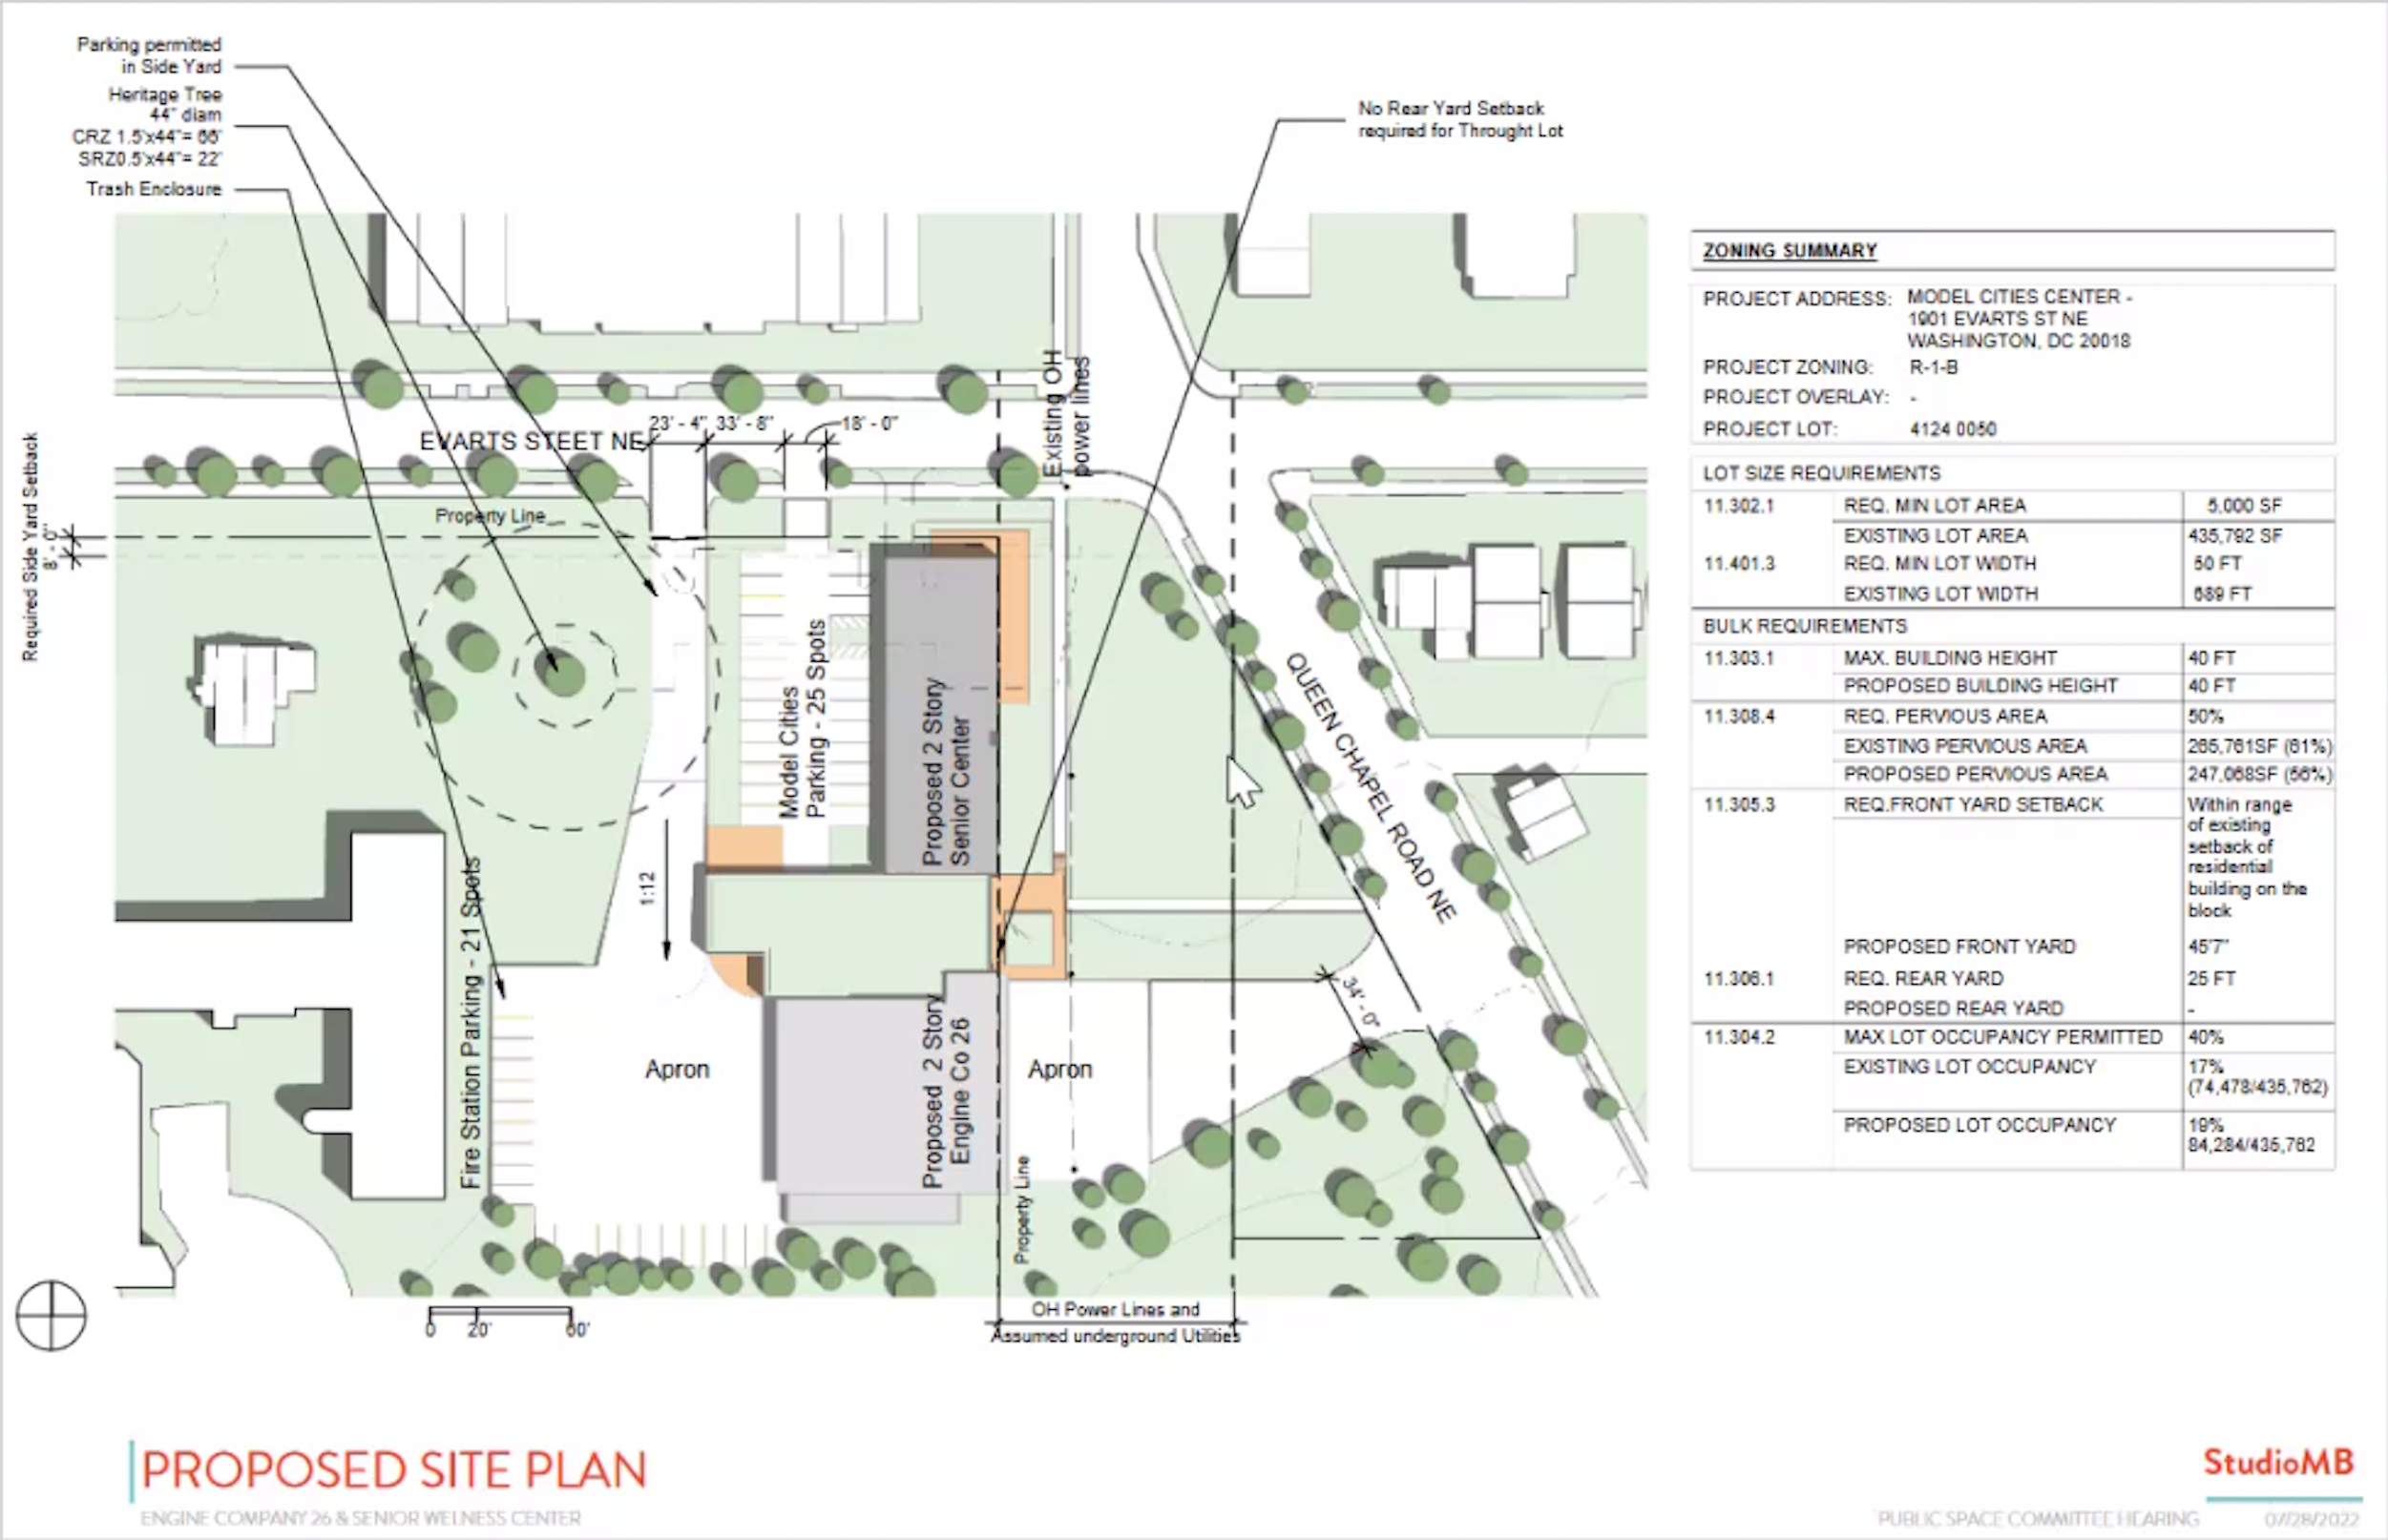 Parking permitted
in Side Yard
Heritage Tree
44" diam
CRZ 1.5'x44"= 66'
SRZ0.5'x44"= 22'
Trash Enclosure
No Rear Yard Setback
required for Throught Lot
Existing OH
power lines
23' - 4"
33' - 8"
18' - 0"
EVARTS STEET NE
Required Side Yard Setback
8' - 0"
Property Line
Model Cities
Parking - 25 Spots
Proposed 2 Story
Senior Center
QUEEN CHAPEL ROAD NE
1:12
Fire Station Parking - 21 Spots
34' - 0"
Apron
Proposed 2 Story
Engine Co 26
Apron
Property Line
0 20' 60'
OH Power Lines and
Assumed underground Utilities
ZONING SUMMARY
PROJECT ADDRESS: MODEL CITIES CENTER -
1901 EVARTS ST NE
WASHINGTON, DC 20018
PROJECT ZONING: R-1-B
PROJECT OVERLAY: -
PROJECT LOT: 4124 0050
LOT SIZE REQUIREMENTS
11.302.1 REQ. MIN LOT AREA 5,000 SF
EXISTING LOT AREA 435,792 SF
11.401.3 REQ. MIN LOT WIDTH 50 FT
EXISTING LOT WIDTH 689 FT
BULK REQUIREMENTS
11.303.1 MAX. BUILDING HEIGHT 40 FT
PROPOSED BUILDING HEIGHT 40 FT
11.308.4 REQ. PERVIOUS AREA 50%
EXISTING PERVIOUS AREA 265,761SF (61%)
PROPOSED PERVIOUS AREA 247,068SF (56%)
11.305.3 REQ.FRONT YARD SETBACK Within range
of existing
setback of
residential
building on the
block
PROPOSED FRONT YARD 45'7"
11.306.1 REQ. REAR YARD 25 FT
PROPOSED REAR YARD -
11.304.2 MAX LOT OCCUPANCY PERMITTED 40%
EXISTING LOT OCCUPANCY 17%
(74,478/435,762)
PROPOSED LOT OCCUPANCY 19%
84,284/435,762
PROPOSED SITE PLAN
ENGINE COMPANY 26 & SENIOR WELNESS CENTER
StudioMB
PUBLIC SPACE COMMITTEE HEARING 07/28/2022